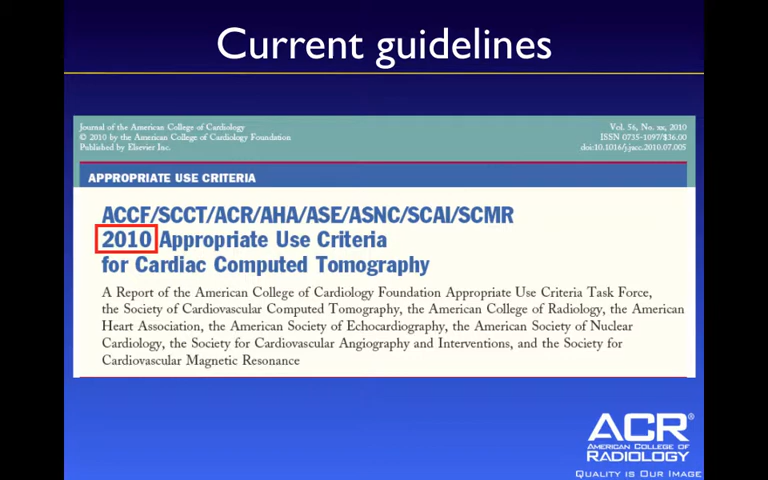 Current guidelines
Journal of the American College of Cardiology
© 2010 by the American College of Cardiology Foundation
Published by Elsevier Inc.
Vol. 56, No. xx, 2010
ISSN 0735-1097/$36.00
doi:10.1016/j.jacc.2010.07.005
APPROPRIATE USE CRITERIA
ACCF/SCCT/ACR/AHA/ASE/ASNC/SCAI/SCMR
2010 Appropriate Use Criteria
for Cardiac Computed Tomography
A Report of the American College of Cardiology Foundation Appropriate Use Criteria Task Force,
the Society of Cardiovascular Computed Tomography, the American College of Radiology, the American
Heart Association, the American Society of Echocardiography, the American Society of Nuclear
Cardiology, the Society for Cardiovascular Angiography and Interventions, and the Society for
Cardiovascular Magnetic Resonance
ACR®
AMERICAN COLLEGE OF
RADIOLOGY
QUALITY IS OUR IMAGE